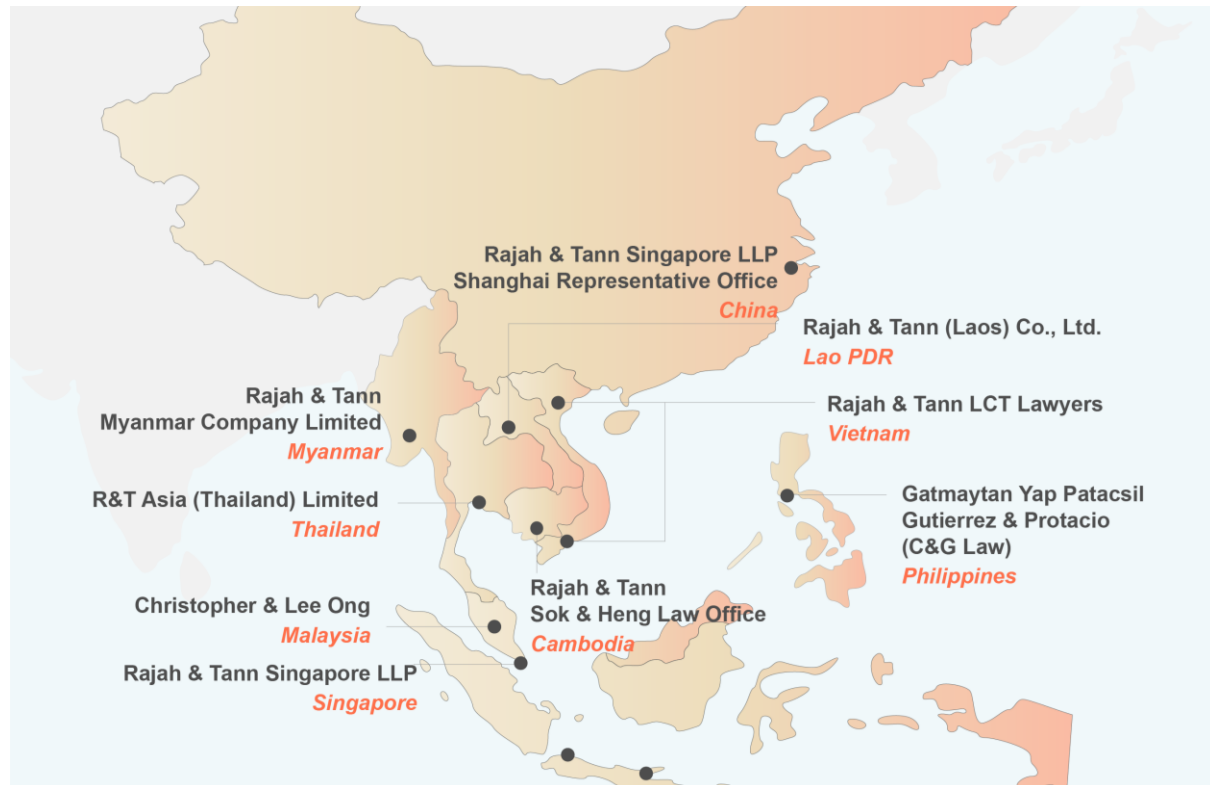 Rajah & Tann Singapore LLP
Shanghai Representative Office
China
Rajah & Tann (Laos) Co., Ltd.
Lao PDR
Rajah & Tann
Myanmar Company Limited
Myanmar
Rajah & Tann LCT Lawyers
Vietnam
R&T Asia (Thailand) Limited
Thailand
Gatmaytan Yap Patacsil
Gutierrez & Protacio
(C&G Law)
Philippines
Rajah & Tann
Sok & Heng Law Office
Cambodia
Christopher & Lee Ong
Malaysia
Rajah & Tann Singapore LLP
Singapore